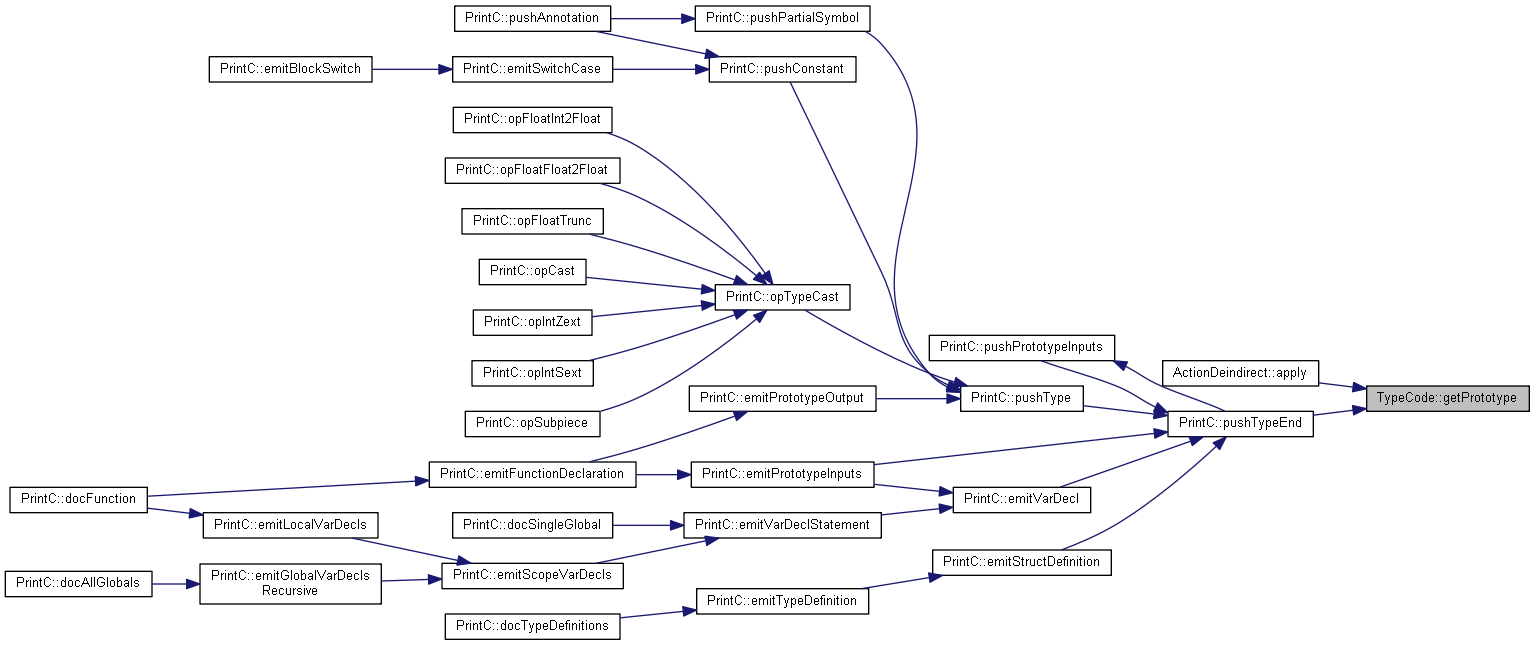 PrintC::pushAnnotation
PrintC::pushPartialSymbol
PrintC::emitBlockSwitch
PrintC::emitSwitchCase
PrintC::pushConstant
PrintC::opFloatInt2Float
PrintC::opFloatFloat2Float
PrintC::opFloatTrunc
PrintC::opCast
PrintC::opTypeCast
PrintC::opIntZext
PrintC::opIntSext
PrintC::opSubpiece
PrintC::pushPrototypeInputs
ActionDeindirect::apply
PrintC::emitPrototypeOutput
PrintC::pushType
TypeCode::getPrototype
PrintC::pushTypeEnd
PrintC::emitFunctionDeclaration
PrintC::emitPrototypeInputs
PrintC::docFunction
PrintC::emitVarDecl
PrintC::emitLocalVarDecls
PrintC::docSingleGlobal
PrintC::emitVarDeclStatement
PrintC::emitStructDefinition
PrintC::docAllGlobals
PrintC::emitGlobalVarDecls
Recursive
PrintC::emitScopeVarDecls
PrintC::emitTypeDefinition
PrintC::docTypeDefinitions